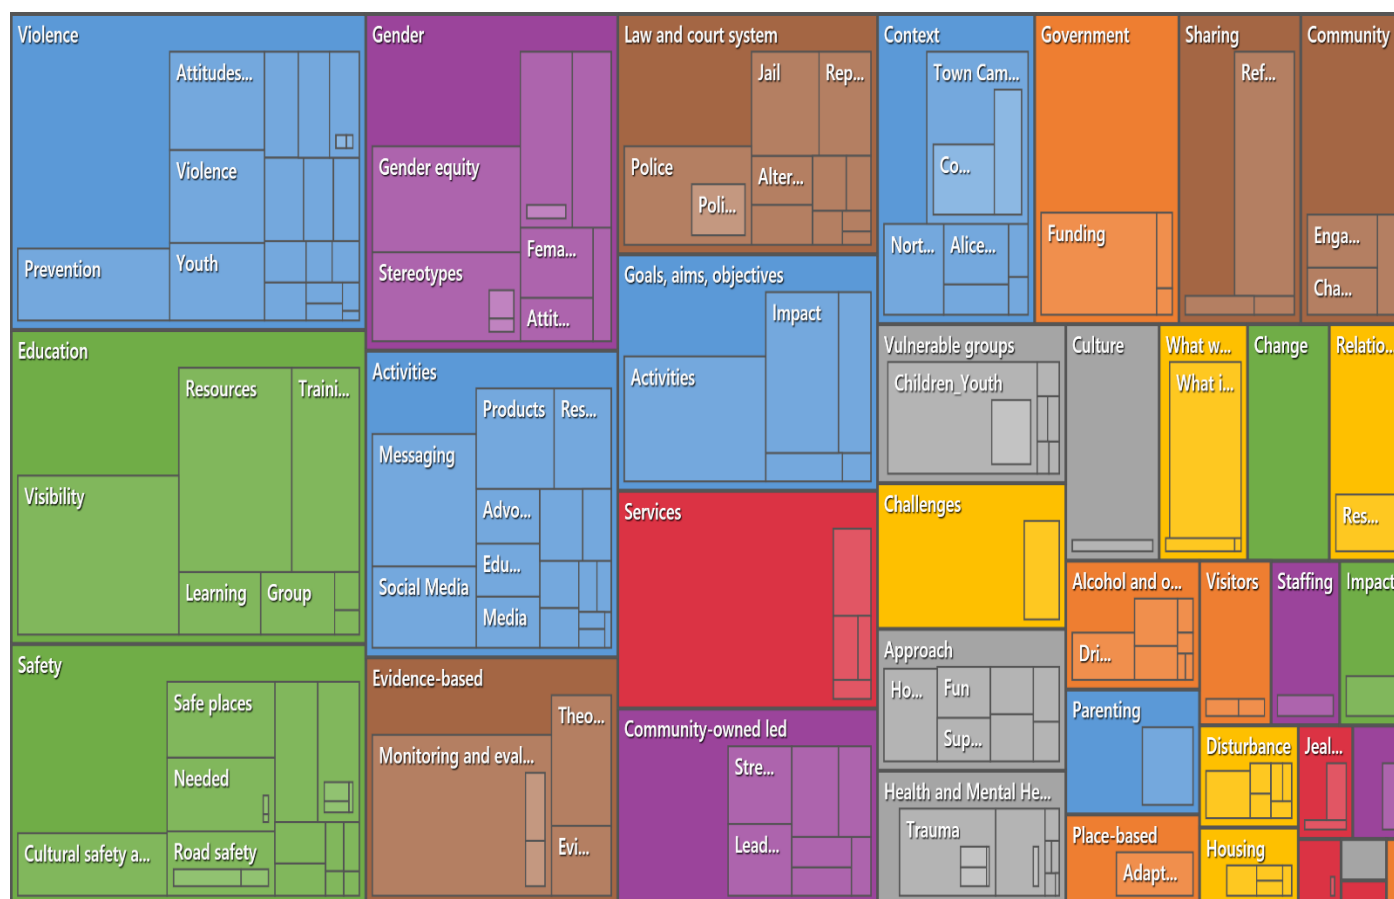 Violence
Attitudes...
Violence
Prevention
Youth
Education
Resources
Traini...
Visibility
Learning
Group
Safety
Safe places
Needed
Cultural safety a...
Road safety
Gender
Gender equity
Stereotypes
Fema...
Attit...
Activities
Products
Res...
Messaging
Advo...
Edu...
Social Media
Media
Evidence-based
Theo...
Monitoring and eval...
Evi...
Law and court system
Jail
Rep...
Police
Poli...
Alter...
Goals, aims, objectives
Impact
Activities
Services
Community-owned led
Stre...
Lead...
Context
Town Cam...
Co...
Nort...
Alice...
Government
Funding
Sharing
Ref...
Community
Enga...
Cha...
Vulnerable groups
Children_Youth
Challenges
Approach
Ho...
Fun
Sup...
Health and Mental He...
Trauma
Culture
What w...
What i...
Change
Relatio...
Res...
Alcohol and o...
Dri...
Visitors
Staffing
Impact
Parenting
Disturbance
Jeal...
Place-based
Adapt...
Housing